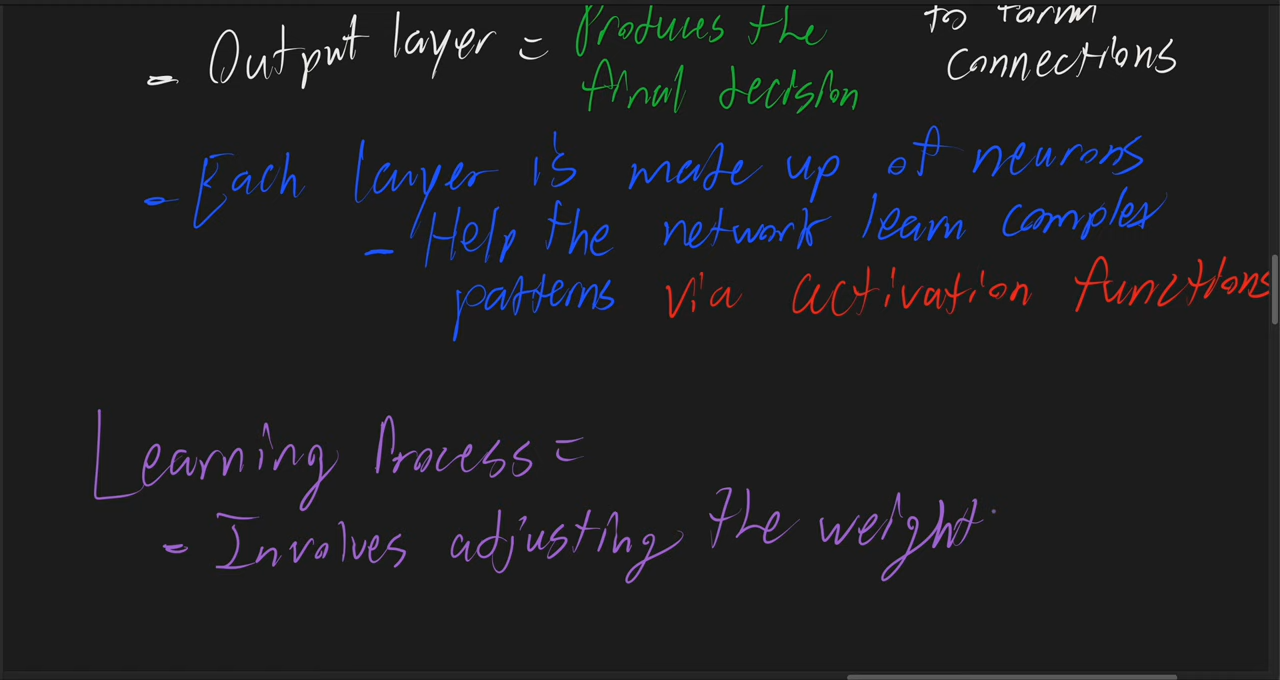 - Output layer = Produces the
final decision
to form
connections
- Each layer is made up of neurons
- Help the network learn complex
patterns via activation functions
Learning Process =
- Involves adjusting the weight